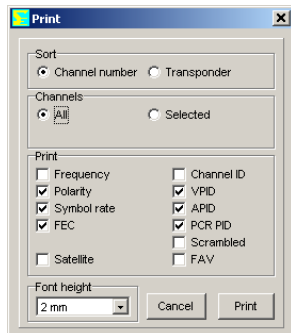 Print
Sort
Channel number Transponder
Channels
All Selected
Print
Frequency Channel ID
Polarity VPID
Symbol rate APID
FEC PCR PID
Scrambled
Satellite FAV
Font height
2 mm Cancel Print